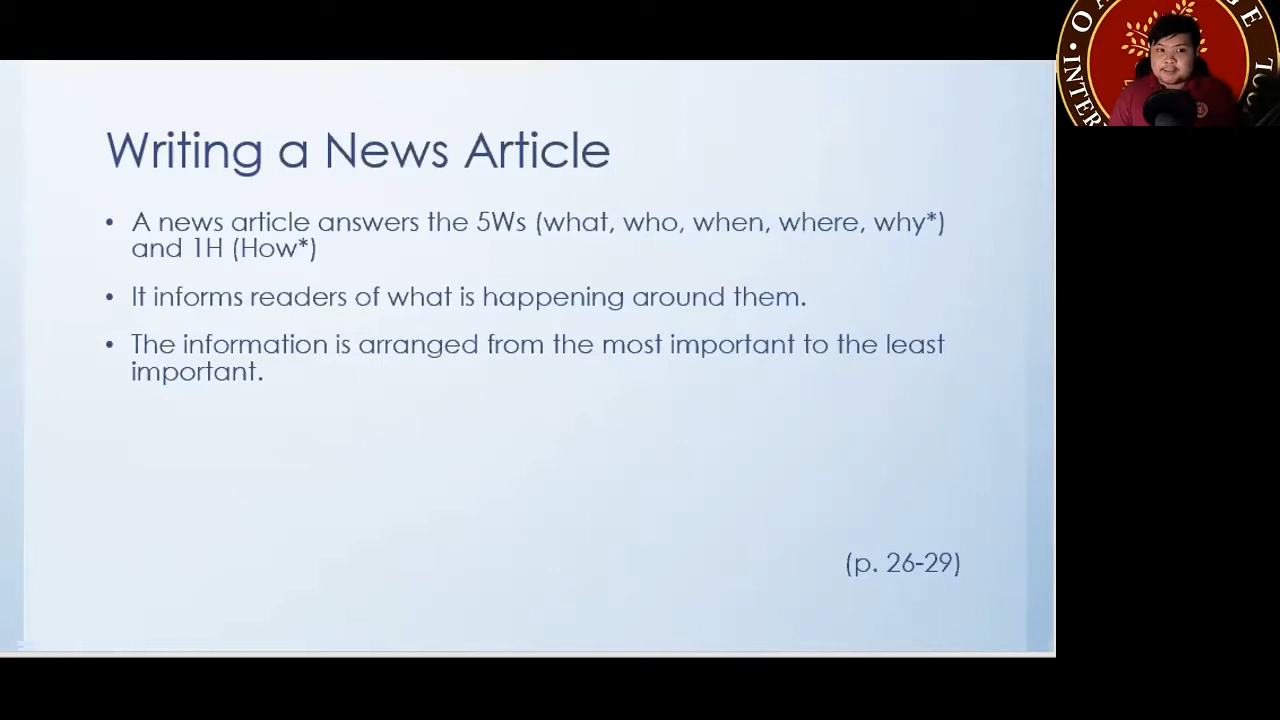 Writing a News Article
• A news article answers the 5Ws (what, who, when, where, why*)
and 1H (How*)
• It informs readers of what is happening around them.
• The information is arranged from the most important to the least
important.
(p. 26-29)